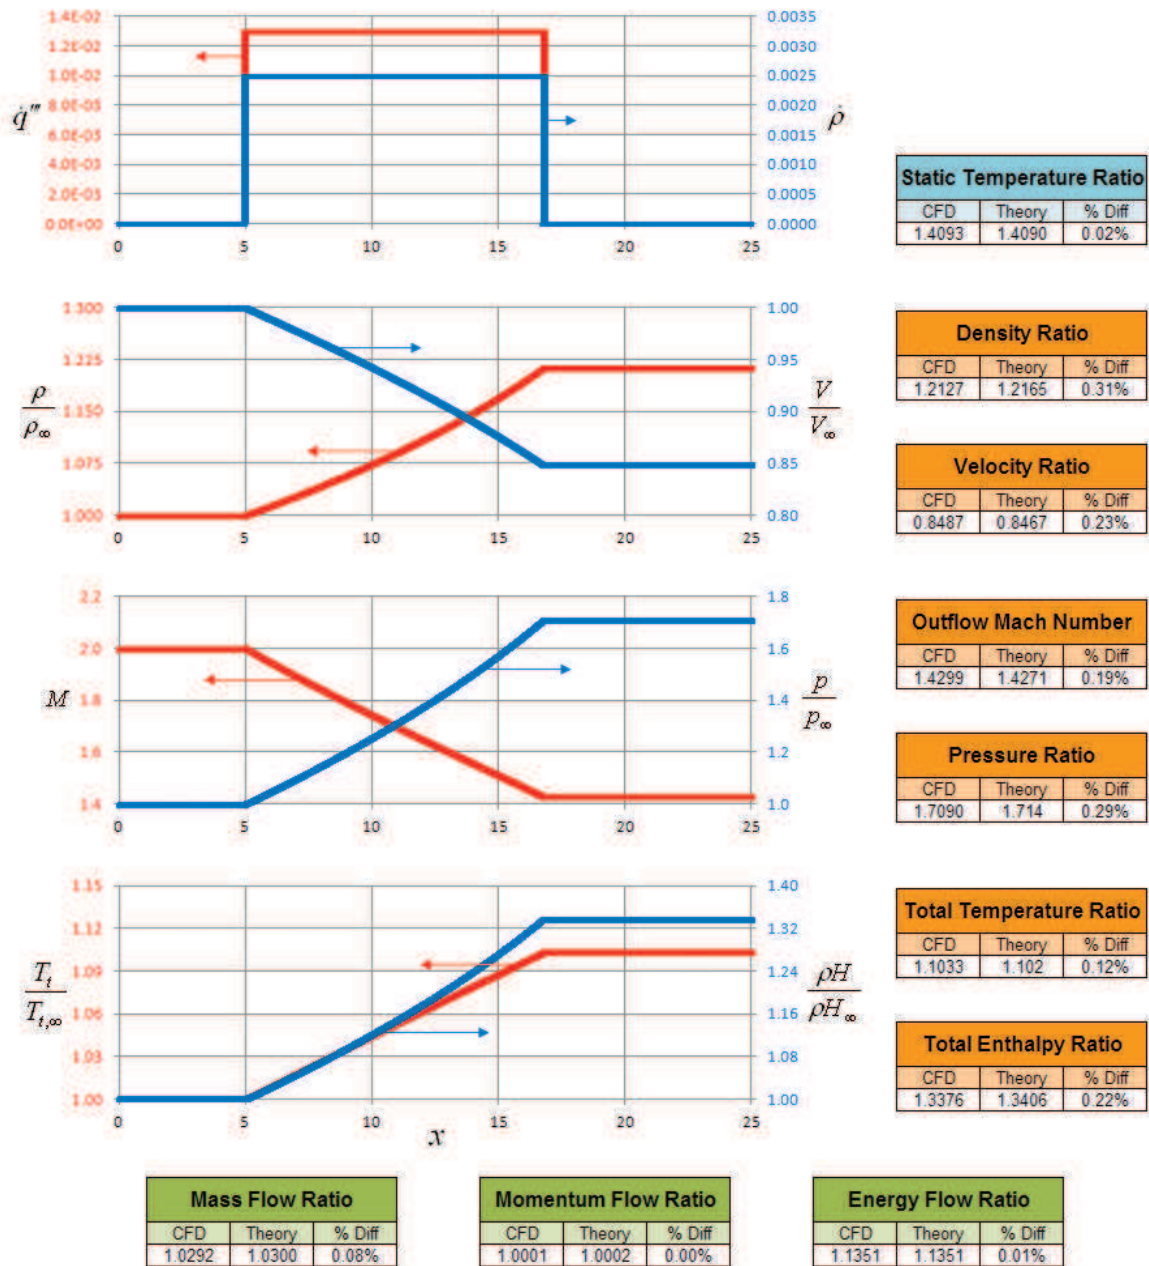 1.4E-02
1.2E-02
1.0E-02
8.0E-03
6.0E-03
4.0E-03
2.0E-03
0.0E+00
q̇'''
0.0035
0.0030
0.0025
0.0020
0.0015
0.0010
0.0005
0.0000
ρ̇
0 5 10 15 20 25
Static Temperature Ratio
CFD Theory % Diff
1.4093 1.4090 0.02%
1.300
1.225
1.150
1.075
1.000
ρ/ρ∞
1.00
0.95
0.90
0.85
0.80
V/V∞
0 5 10 15 20 25
Density Ratio
CFD Theory % Diff
1.2127 1.2165 0.31%
Velocity Ratio
CFD Theory % Diff
0.8487 0.8467 0.23%
2.2
2.0
1.8
1.6
1.4
M
1.8
1.6
1.4
1.2
1.0
p/p∞
0 5 10 15 20 25
Outflow Mach Number
CFD Theory % Diff
1.4299 1.4271 0.19%
Pressure Ratio
CFD Theory % Diff
1.7090 1.714 0.29%
1.15
1.12
1.09
1.06
1.03
1.00
T_t/T_t,∞
1.40
1.32
1.24
1.16
1.08
1.00
ρH/ρH∞
0 5 10 15 20 25
x
Total Temperature Ratio
CFD Theory % Diff
1.1033 1.102 0.12%
Total Enthalpy Ratio
CFD Theory % Diff
1.3376 1.3406 0.22%
Mass Flow Ratio
CFD Theory % Diff
1.0292 1.0300 0.08%
Momentum Flow Ratio
CFD Theory % Diff
1.0001 1.0002 0.00%
Energy Flow Ratio
CFD Theory % Diff
1.1351 1.1351 0.01%